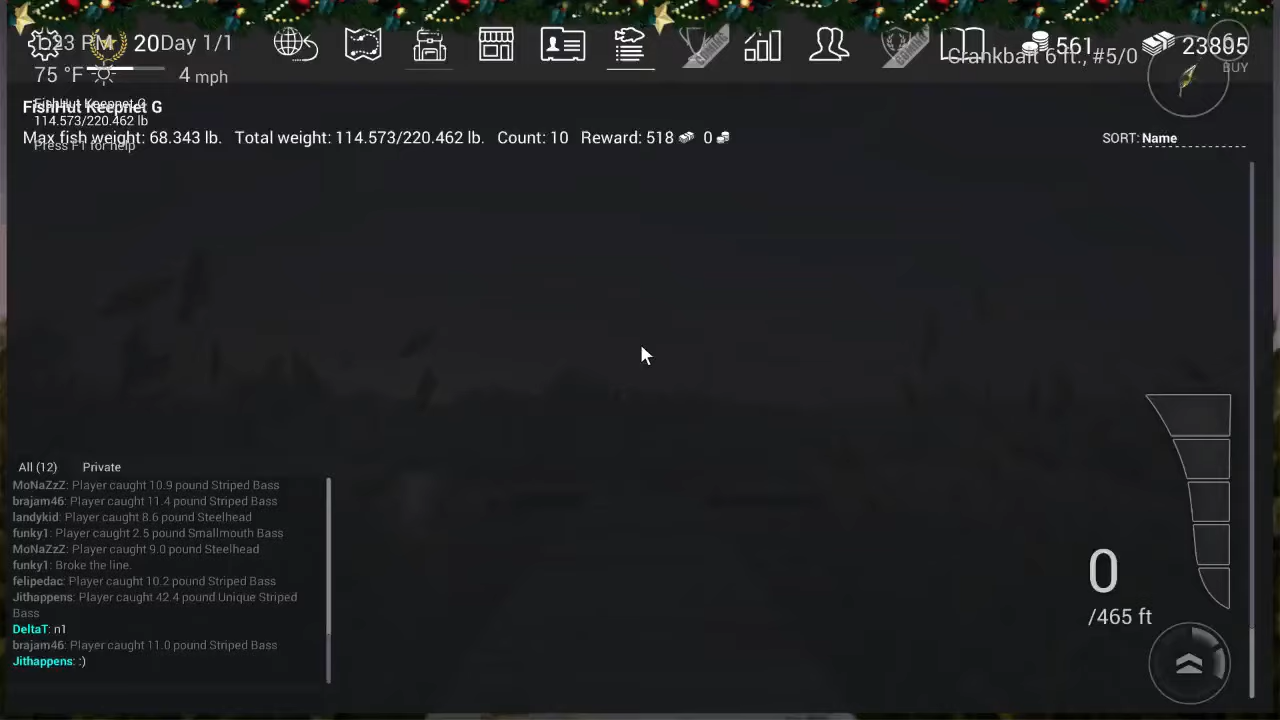 :23 PM 20 Day 1/1
561 23805
Crankbait 6 ft., #5/0
BUY
75 °F 4 mph
FishHut Keepnet G
FishHut Keepnet G
114.573/220.462 lb
Max fish weight: 68.343 lb. Total weight: 114.573/220.462 lb. Count: 10 Reward: 518 0
Press F1 for help
SORT: Name
All (12) Private
MoNaZzZ: Player caught 10.9 pound Striped Bass
brajam46: Player caught 11.4 pound Striped Bass
landykid: Player caught 8.6 pound Steelhead
funky1: Player caught 2.5 pound Smallmouth Bass
MoNaZzZ: Player caught 9.0 pound Steelhead
funky1: Broke the line.
felipedac: Player caught 10.2 pound Striped Bass
Jithappens: Player caught 42.4 pound Unique Striped
Bass
DeltaT: n1
brajam46: Player caught 11.0 pound Striped Bass
Jithappens: :)
0
/465 ft